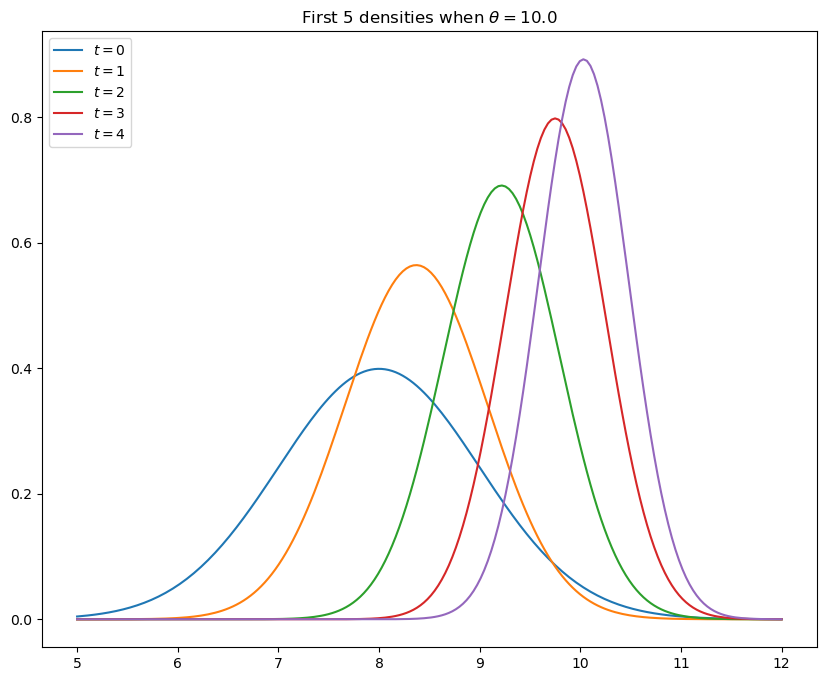 First 5 densities when θ = 10.0
t = 0
t = 1
t = 2
t = 3
t = 4
0.8
0.6
0.4
0.2
0.0
5 6 7 8 9 10 11 12